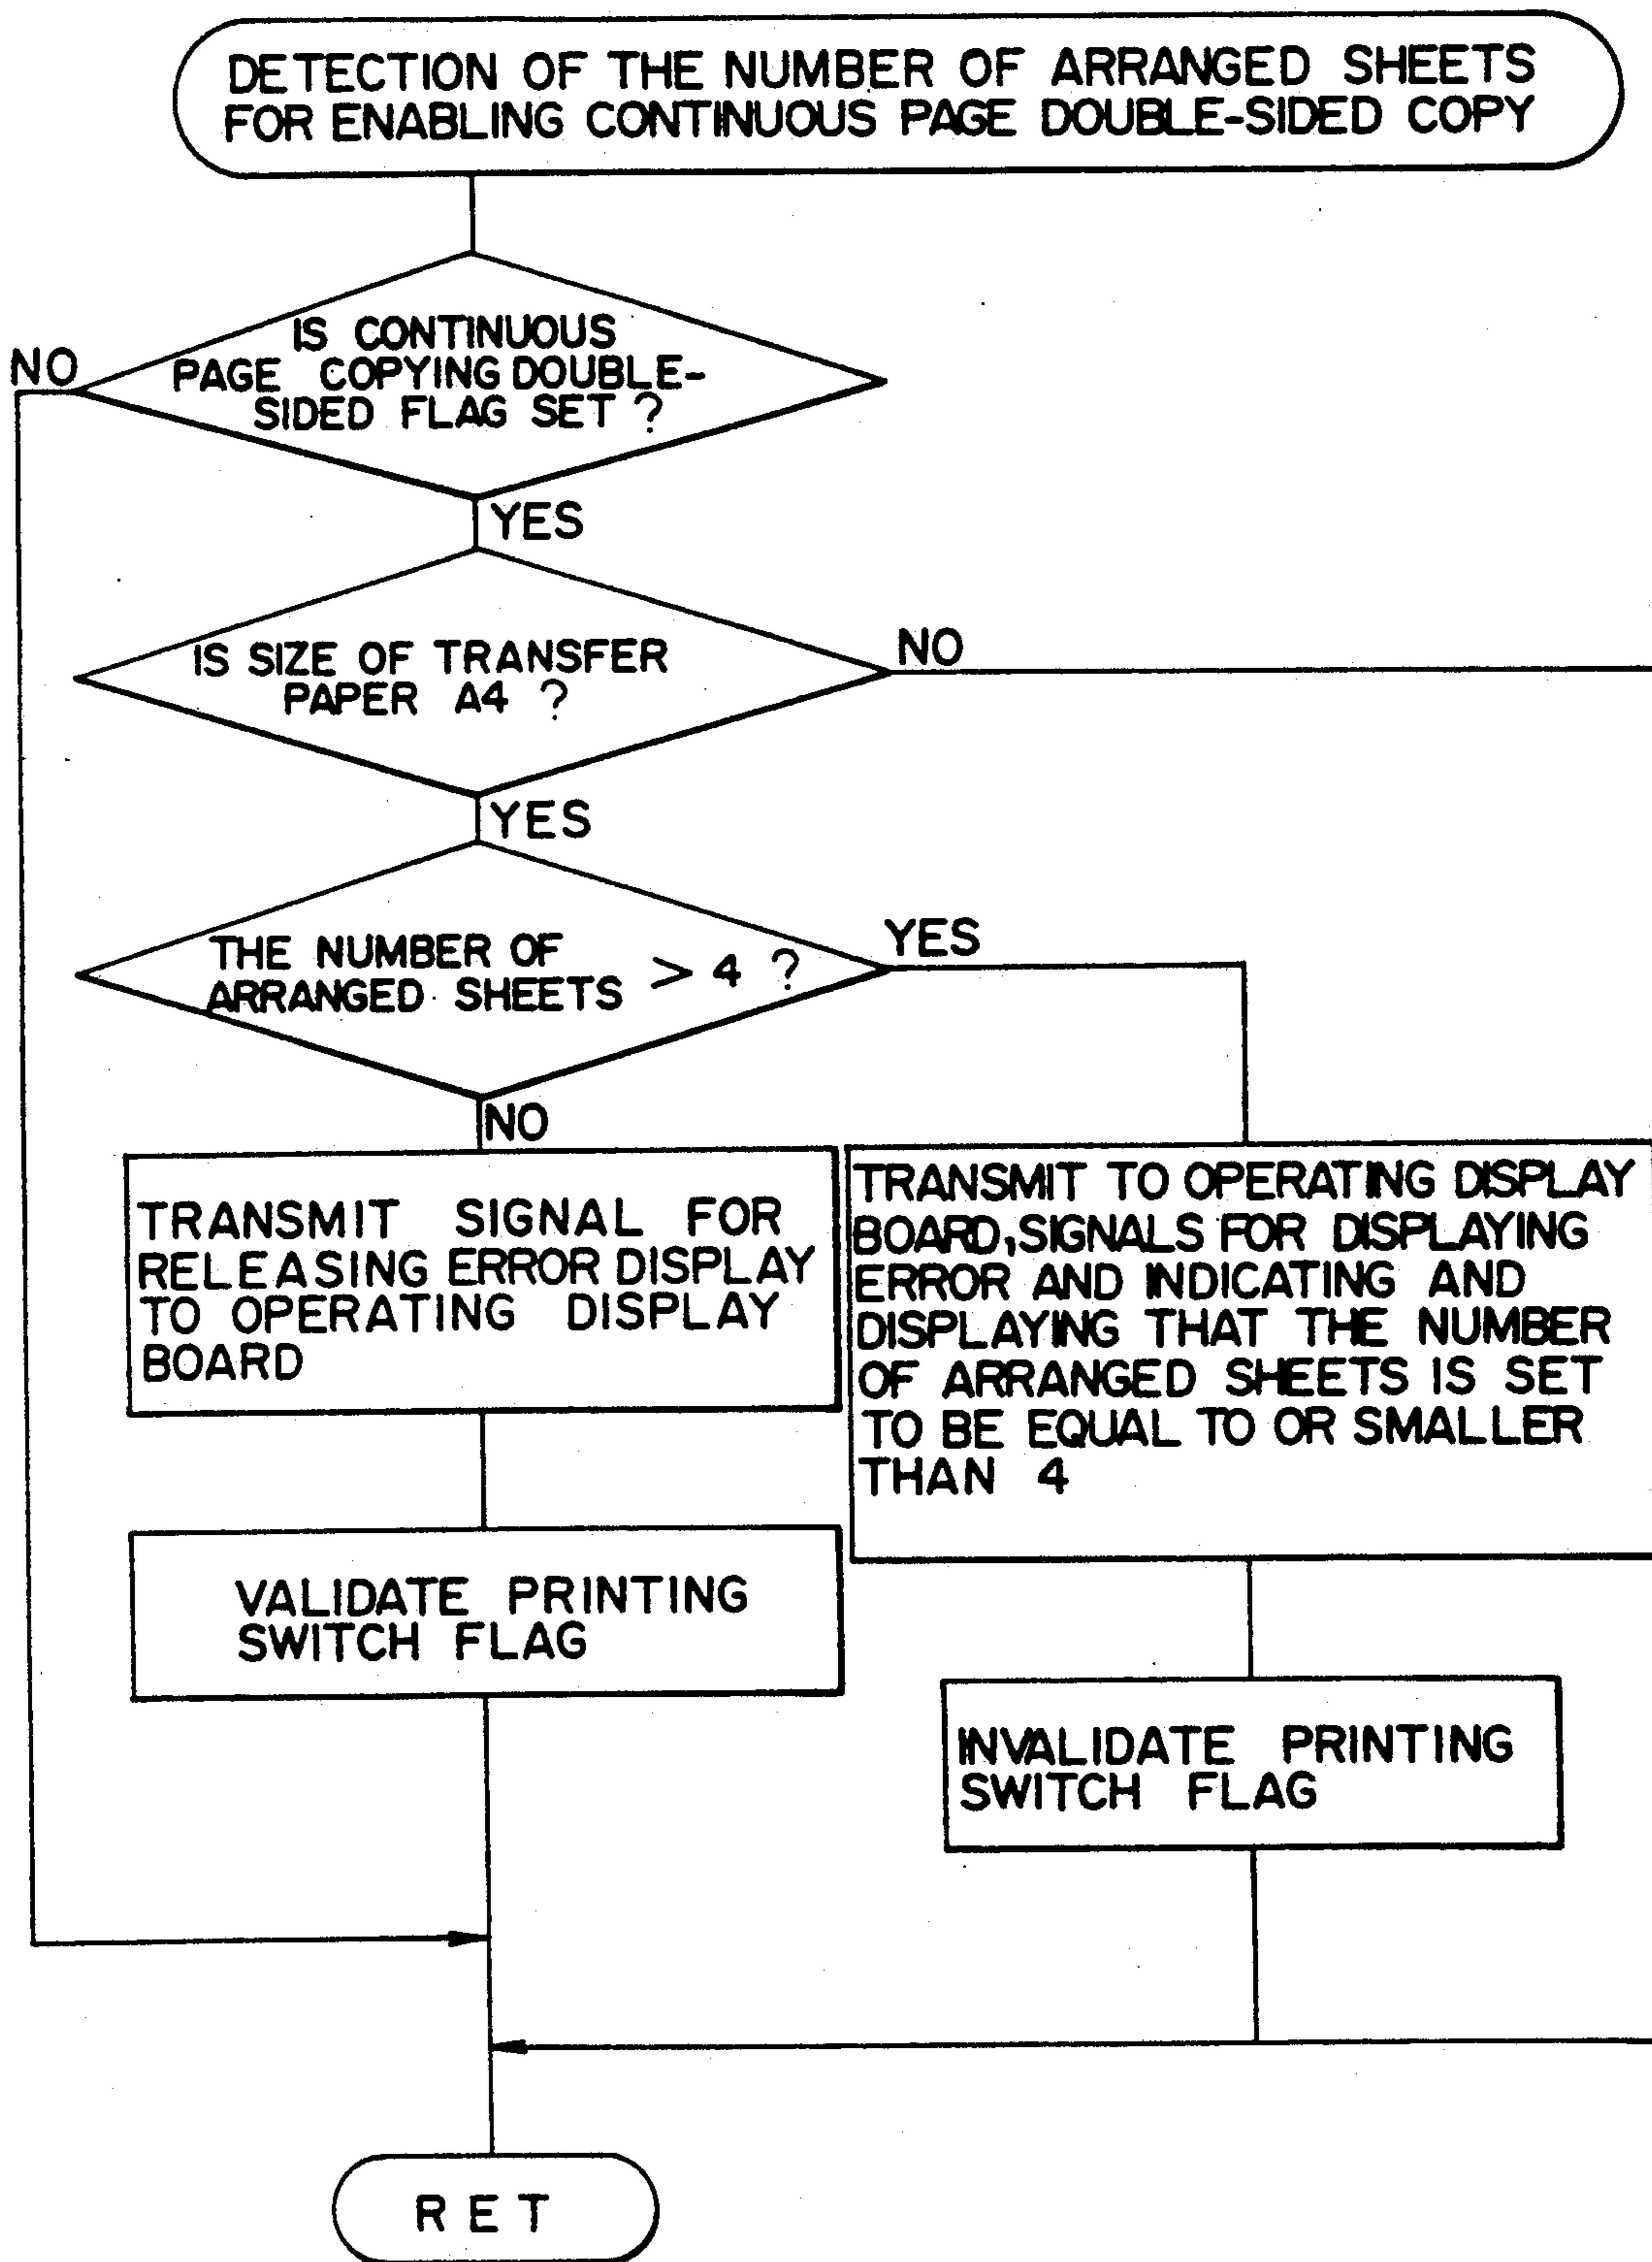 DETECTION OF THE NUMBER OF ARRANGED SHEETS
FOR ENABLING CONTINUOUS PAGE DOUBLE-SIDED COPY
IS CONTINUOUS
PAGE COPYING DOUBLE-
SIDED FLAG SET ?
NO
YES
IS SIZE OF TRANSFER
PAPER A4 ?
NO
YES
THE NUMBER OF
ARRANGED SHEETS > 4 ?
YES
NO
TRANSMIT SIGNAL FOR
RELEASING ERROR DISPLAY
TO OPERATING DISPLAY
BOARD
TRANSMIT TO OPERATING DISPLAY
BOARD, SIGNALS FOR DISPLAYING
ERROR AND INDICATING AND
DISPLAYING THAT THE NUMBER
OF ARRANGED SHEETS IS SET
TO BE EQUAL TO OR SMALLER
THAN 4
VALIDATE PRINTING
SWITCH FLAG
INVALIDATE PRINTING
SWITCH FLAG
RET